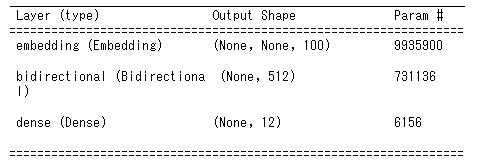 Layer (type) Output Shape Param #
=================================================================
embedding (Embedding) (None, None, 100) 9935900
bidirectional (Bidirectiona (None, 512) 731136
l)
dense (Dense) (None, 12) 6156
=================================================================